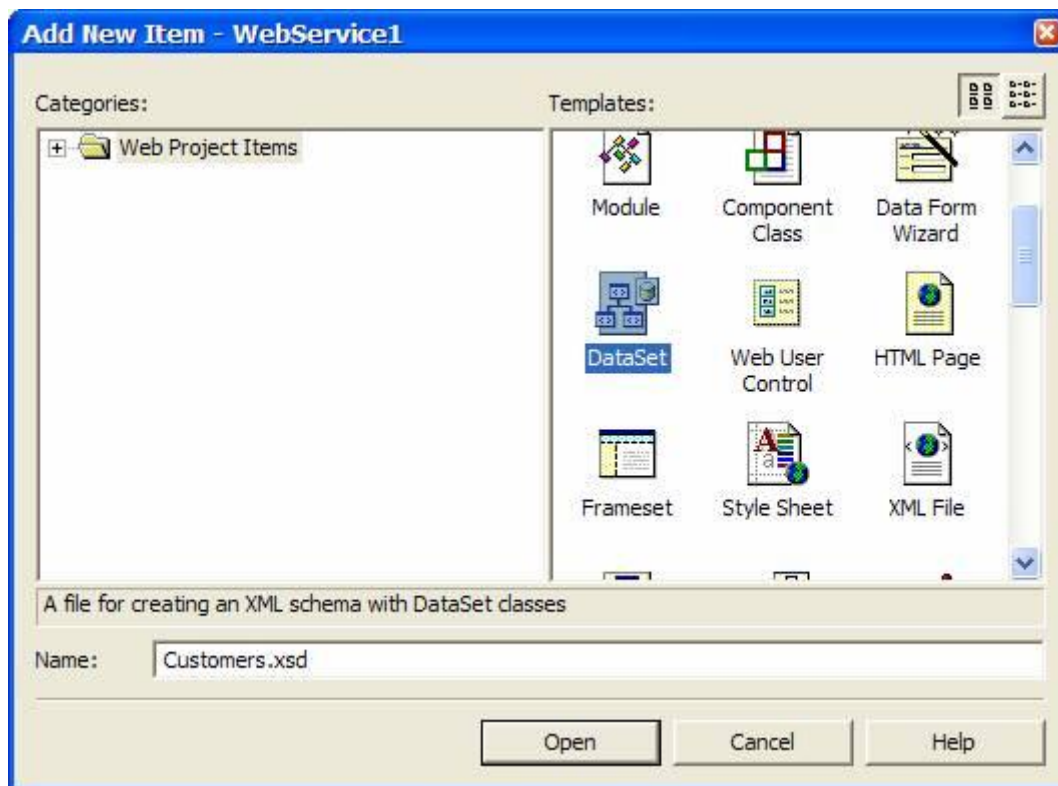 Add New Item - WebService1
Categories:
Templates:
Web Project Items
Module
Component
Class
Data Form
Wizard
DataSet
Web User
Control
HTML Page
Frameset
Style Sheet
XML File
A file for creating an XML schema with DataSet classes
Name:
Customers.xsd
Open
Cancel
Help